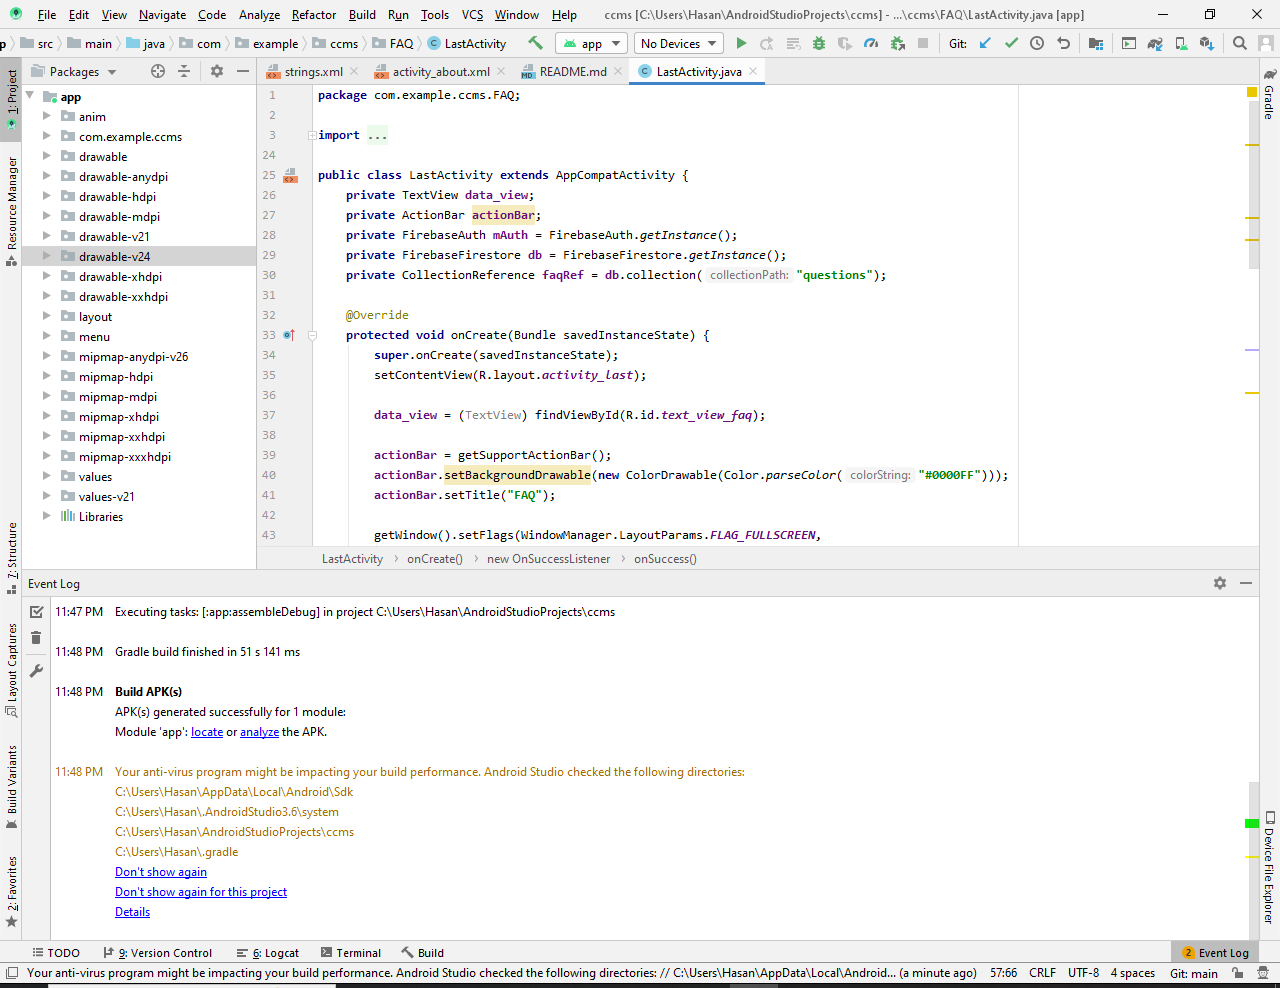 File Edit View Navigate Code Analyze Refactor Build Run Tools VCS Window Help ccms [C:\Users\Hasan\AndroidStudioProjects\ccms] - ...\ccms\FAQ\LastActivity.java [app]
p src main java com example ccms FAQ LastActivity app No Devices Git:
Packages strings.xml activity_about.xml README.md LastActivity.java
1: Project
Resource Manager
7: Structure
Layout Captures
Build Variants
2: Favorites
app
anim
com.example.ccms
drawable
drawable-anydpi
drawable-hdpi
drawable-mdpi
drawable-v21
drawable-v24
drawable-xhdpi
drawable-xxhdpi
layout
menu
mipmap-anydpi-v26
mipmap-hdpi
mipmap-mdpi
mipmap-xhdpi
mipmap-xxhdpi
mipmap-xxxhdpi
values
values-v21
Libraries
1 package com.example.ccms.FAQ;
2
3 import ...
24
25 public class LastActivity extends AppCompatActivity {
26 private TextView data_view;
27 private ActionBar actionBar;
28 private FirebaseAuth mAuth = FirebaseAuth.getInstance();
29 private FirebaseFirestore db = FirebaseFirestore.getInstance();
30 private CollectionReference faqRef = db.collection( collectionPath: "questions");
31
32 @Override
33 protected void onCreate(Bundle savedInstanceState) {
34 super.onCreate(savedInstanceState);
35 setContentView(R.layout.activity_last);
36
37 data_view = (TextView) findViewById(R.id.text_view_faq);
38
39 actionBar = getSupportActionBar();
40 actionBar.setBackgroundDrawable(new ColorDrawable(Color.parseColor( colorString: "#0000FF")));
41 actionBar.setTitle("FAQ");
42
43 getWindow().setFlags(WindowManager.LayoutParams.FLAG_FULLSCREEN,
LastActivity onCreate() new OnSuccessListener onSuccess()
Gradle
Device File Explorer
Event Log
11:47 PM Executing tasks: [:app:assembleDebug] in project C:\Users\Hasan\AndroidStudioProjects\ccms
11:48 PM Gradle build finished in 51 s 141 ms
11:48 PM Build APK(s)
APK(s) generated successfully for 1 module:
Module 'app': locate or analyze the APK.
11:48 PM Your anti-virus program might be impacting your build performance. Android Studio checked the following directories:
C:\Users\Hasan\AppData\Local\Android\Sdk
C:\Users\Hasan\.AndroidStudio3.6\system
C:\Users\Hasan\AndroidStudioProjects\ccms
C:\Users\Hasan\.gradle
Don't show again
Don't show again for this project
Details
TODO 9: Version Control 6: Logcat Terminal Build 2 Event Log
Your anti-virus program might be impacting your build performance. Android Studio checked the following directories: // C:\Users\Hasan\AppData\Local\Android... (a minute ago) 57:66 CRLF UTF-8 4 spaces Git: main